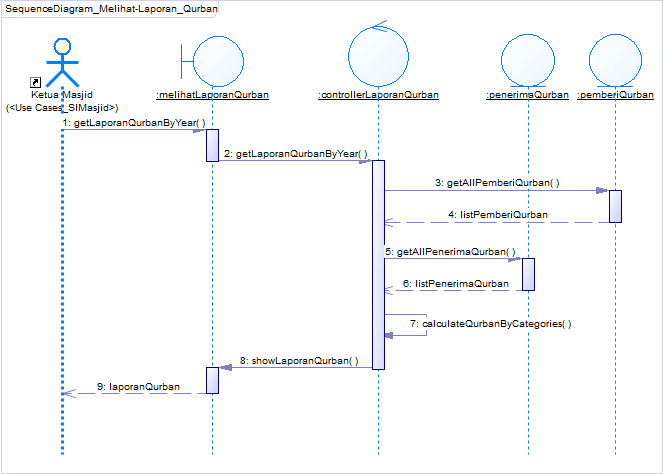 SequenceDiagram_Melihat-Laporan_Qurban
Ketua Masjid
(<Use Cases_SIMasjid>)
:melihatLaporanQurban
:controllerLaporanQurban
:penerimaQurban
:pemberiQurban
1: getLaporanQurbanByYear( )
2: getLaporanQurbanByYear( )
3: getAllPemberiQurban( )
4: listPemberiQurban
5: getAllPenerimaQurban( )
6: listPenerimaQurban
7: calculateQurbanByCategories( )
8: showLaporanQurban( )
9: laporanQurban